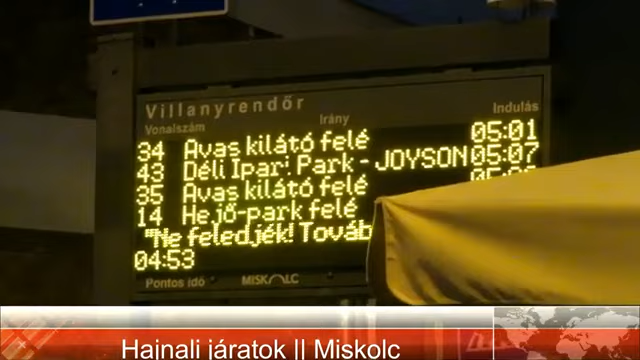 Villanyrendőr
Vonalszám Irány Indulás
34 Avas kilátó felé 05:01
43 Déli Ipari Park - JOYSON 05:07
35 Avas kilátó felé
14 Hejő-park felé
"Ne feledjék! Továb
04:53
Pontos idő MISKOLC
Hajnali járatok || Miskolc